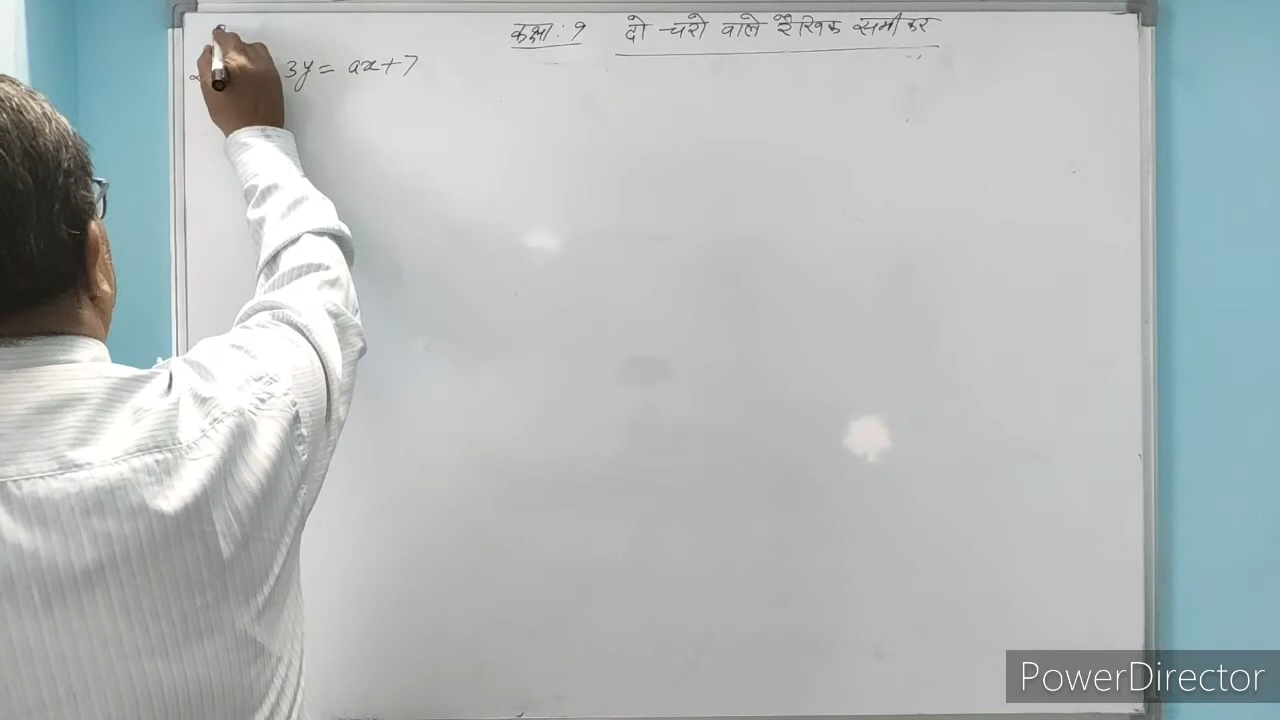 कक्षा: 9 दो चरो वाले रैखिक समीकर
3y = ax+7
PowerDirector